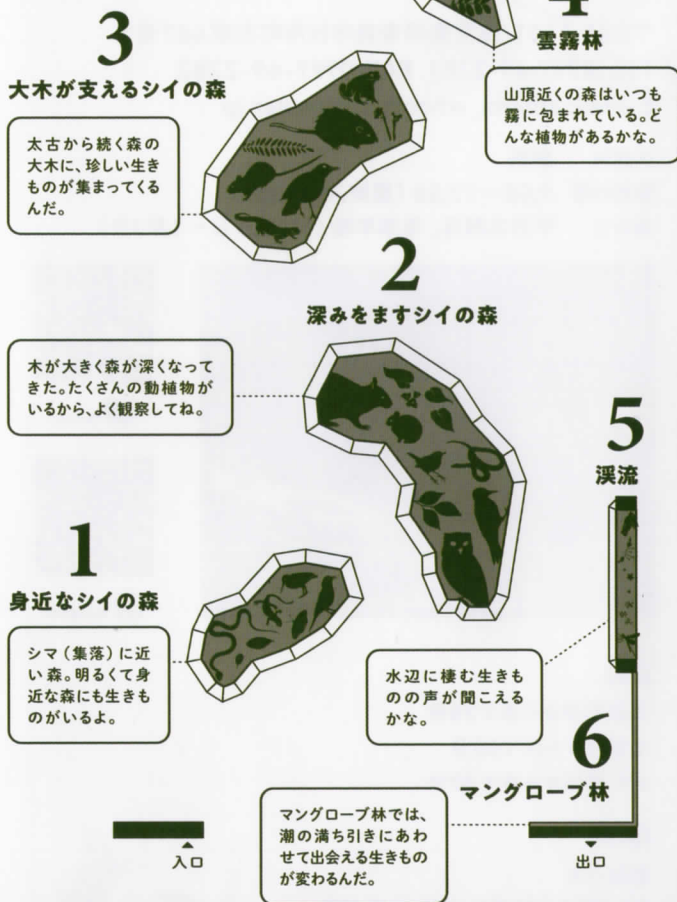 3
大木が支えるシイの森
太古から続く森の
大木に、珍しい生き
ものが集まってくる
んだ。
雲霧林
山頂近くの森はいつも
霧に包まれている。ど
んな植物があるかな。
2
深みをますシイの森
木が大きく森が深くなって
きた。たくさんの動植物が
いるから、よく観察してね。
5
渓流
1
身近なシイの森
シマ（集落）に近
い森。明るくて身
近な森にも生きも
のがいるよ。
水辺に棲む生きも
のの声が聞こえる
かな。
6
マングローブ林
マングローブ林では、
潮の満ち引きにあわ
せて出会える生きもの
が変わるんだ。
入口
出口